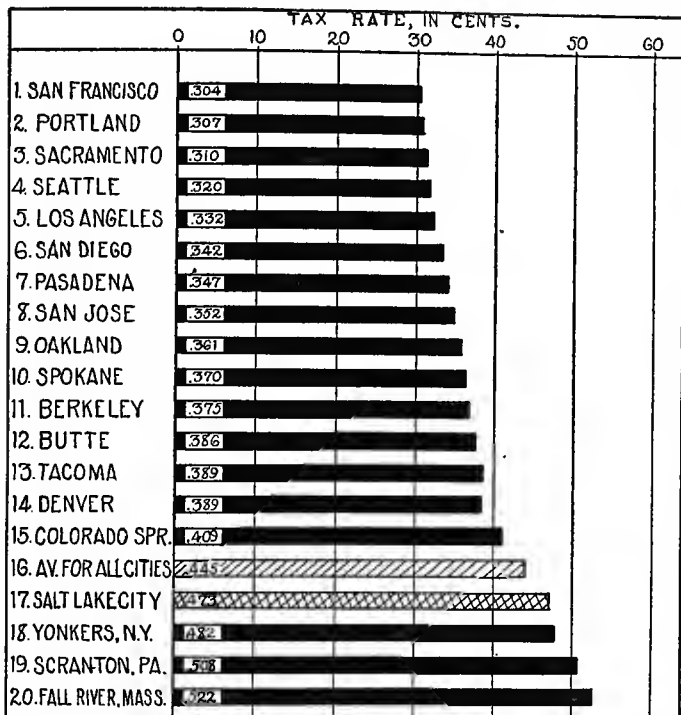 TAX RATE, IN CENTS.
0 10 20 30 40 50 60
1. SAN FRANCISCO .304
2. PORTLAND .307
3. SACRAMENTO .310
4. SEATTLE .320
5. LOS ANGELES .332
6. SAN DIEGO .342
7. PASADENA .347
8. SAN JOSE .352
9. OAKLAND .361
10. SPOKANE .370
11. BERKELEY .375
12. BUTTE .386
13. TACOMA .389
14. DENVER .389
15. COLORADO SPR. .409
16. AV. FOR ALL CITIES .445
17. SALT LAKE CITY .473
18. YONKERS, N.Y. .482
19. SCRANTON, PA. .508
20. FALL RIVER, MASS. .522